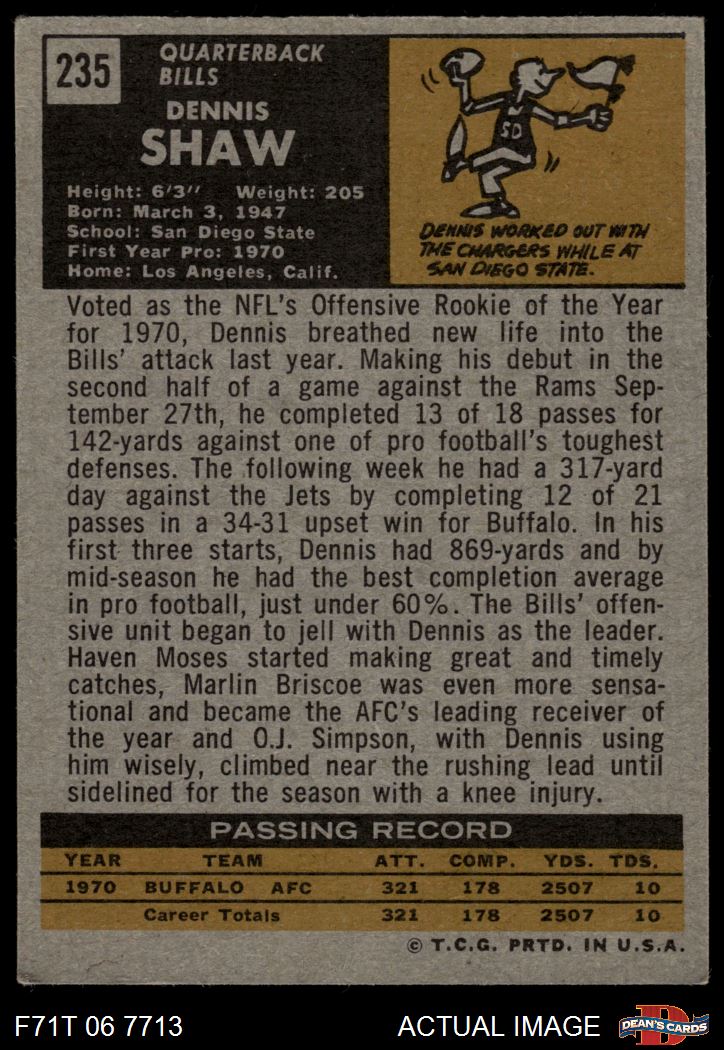 235
QUARTERBACK
BILLS
DENNIS
SHAW
Height: 6'3" Weight: 205
Born: March 3, 1947
School: San Diego State
First Year Pro: 1970
Home: Los Angeles, Calif.
SD
DENNIS WORKED OUT WITH
THE CHARGERS WHILE AT
SAN DIEGO STATE.
Voted as the NFL's Offensive Rookie of the Year
for 1970, Dennis breathed new life into the
Bills' attack last year. Making his debut in the
second half of a game against the Rams Sep-
tember 27th, he completed 13 of 18 passes for
142-yards against one of pro football's toughest
defenses. The following week he had a 317-yard
day against the Jets by completing 12 of 21
passes in a 34-31 upset win for Buffalo. In his
first three starts, Dennis had 869-yards and by
mid-season he had the best completion average
in pro football, just under 60%. The Bills' offen-
sive unit began to jell with Dennis as the leader.
Haven Moses started making great and timely
catches, Marlin Briscoe was even more sensa-
tional and became the AFC's leading receiver of
the year and O.J. Simpson, with Dennis using
him wisely, climbed near the rushing lead until
sidelined for the season with a knee injury.
PASSING RECORD
YEAR TEAM ATT. COMP. YDS. TDS.
1970 BUFFALO AFC 321 178 2507 10
Career Totals 321 178 2507 10
© T.C.G. PRTD. IN U.S.A.
F71T 06 7713 ACTUAL IMAGE D DEAN'S CARDS